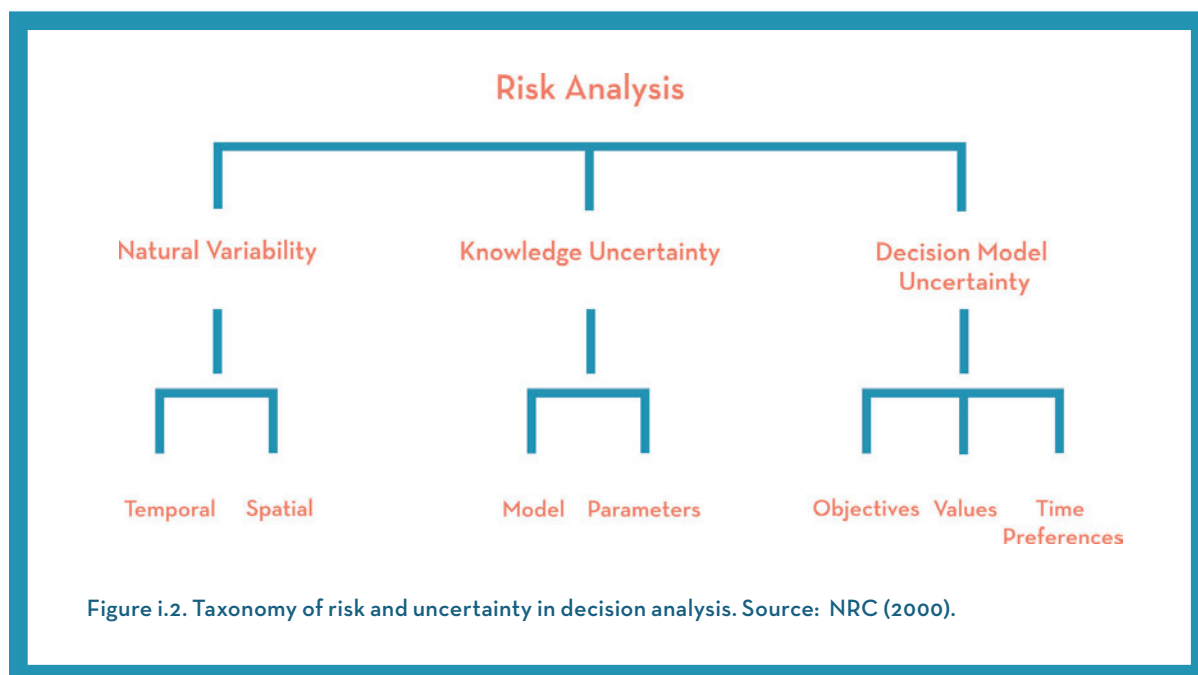 Risk Analysis
Natural Variability Knowledge Uncertainty Decision Model
Uncertainty
Temporal Spatial Model Parameters Objectives Values Time
Preferences
Figure i.2. Taxonomy of risk and uncertainty in decision analysis. Source: NRC (2000).